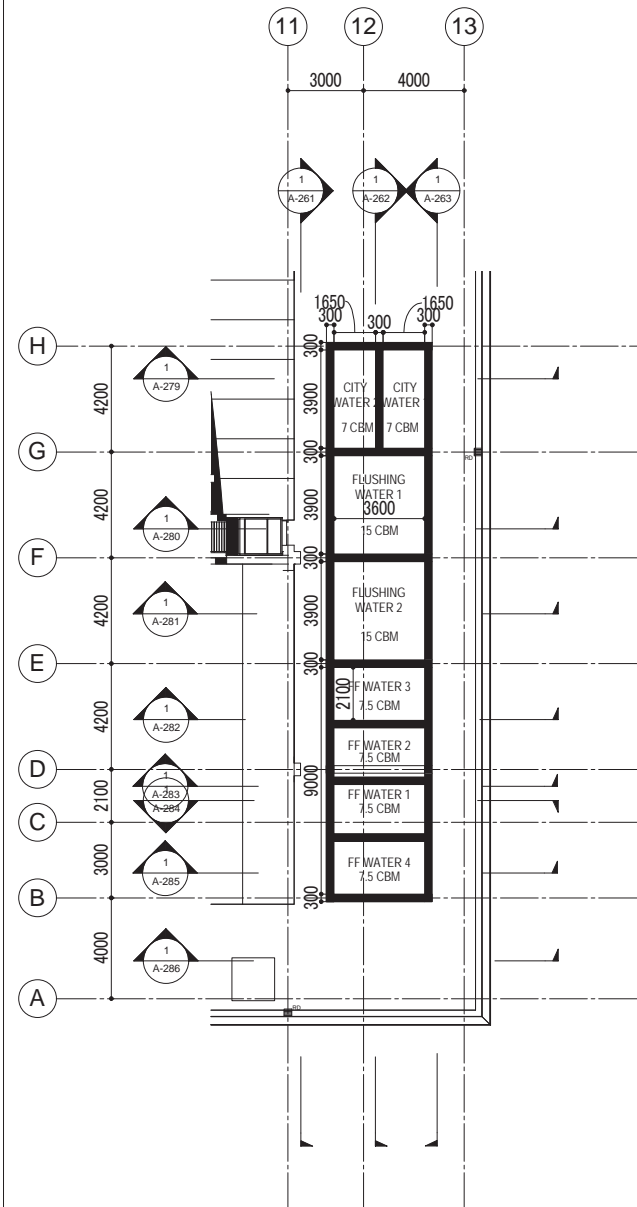 11
12
13
3000
4000
1
A-261
1
A-262
1
A-263
1650
300
300
1650
300
H
G
F
E
D
C
B
A
4200
4200
4200
4200
2100
3000
4000
1
A-279
1
A-280
1
A-281
1
A-282
1
A-283
1
A-284
1
A-285
1
A-286
300
3900
300
3900
300
3900
300
9000
300
CITY
WATER 2
7 CBM
CITY
WATER
7 CBM
FLUSHING
WATER 1
3600
15 CBM
FLUSHING
WATER 2
15 CBM
FF WATER 3
7.5 CBM
2100
FF WATER 2
7.5 CBM
FF WATER 1
7.5 CBM
FF WATER 4
7.5 CBM
RD
RD